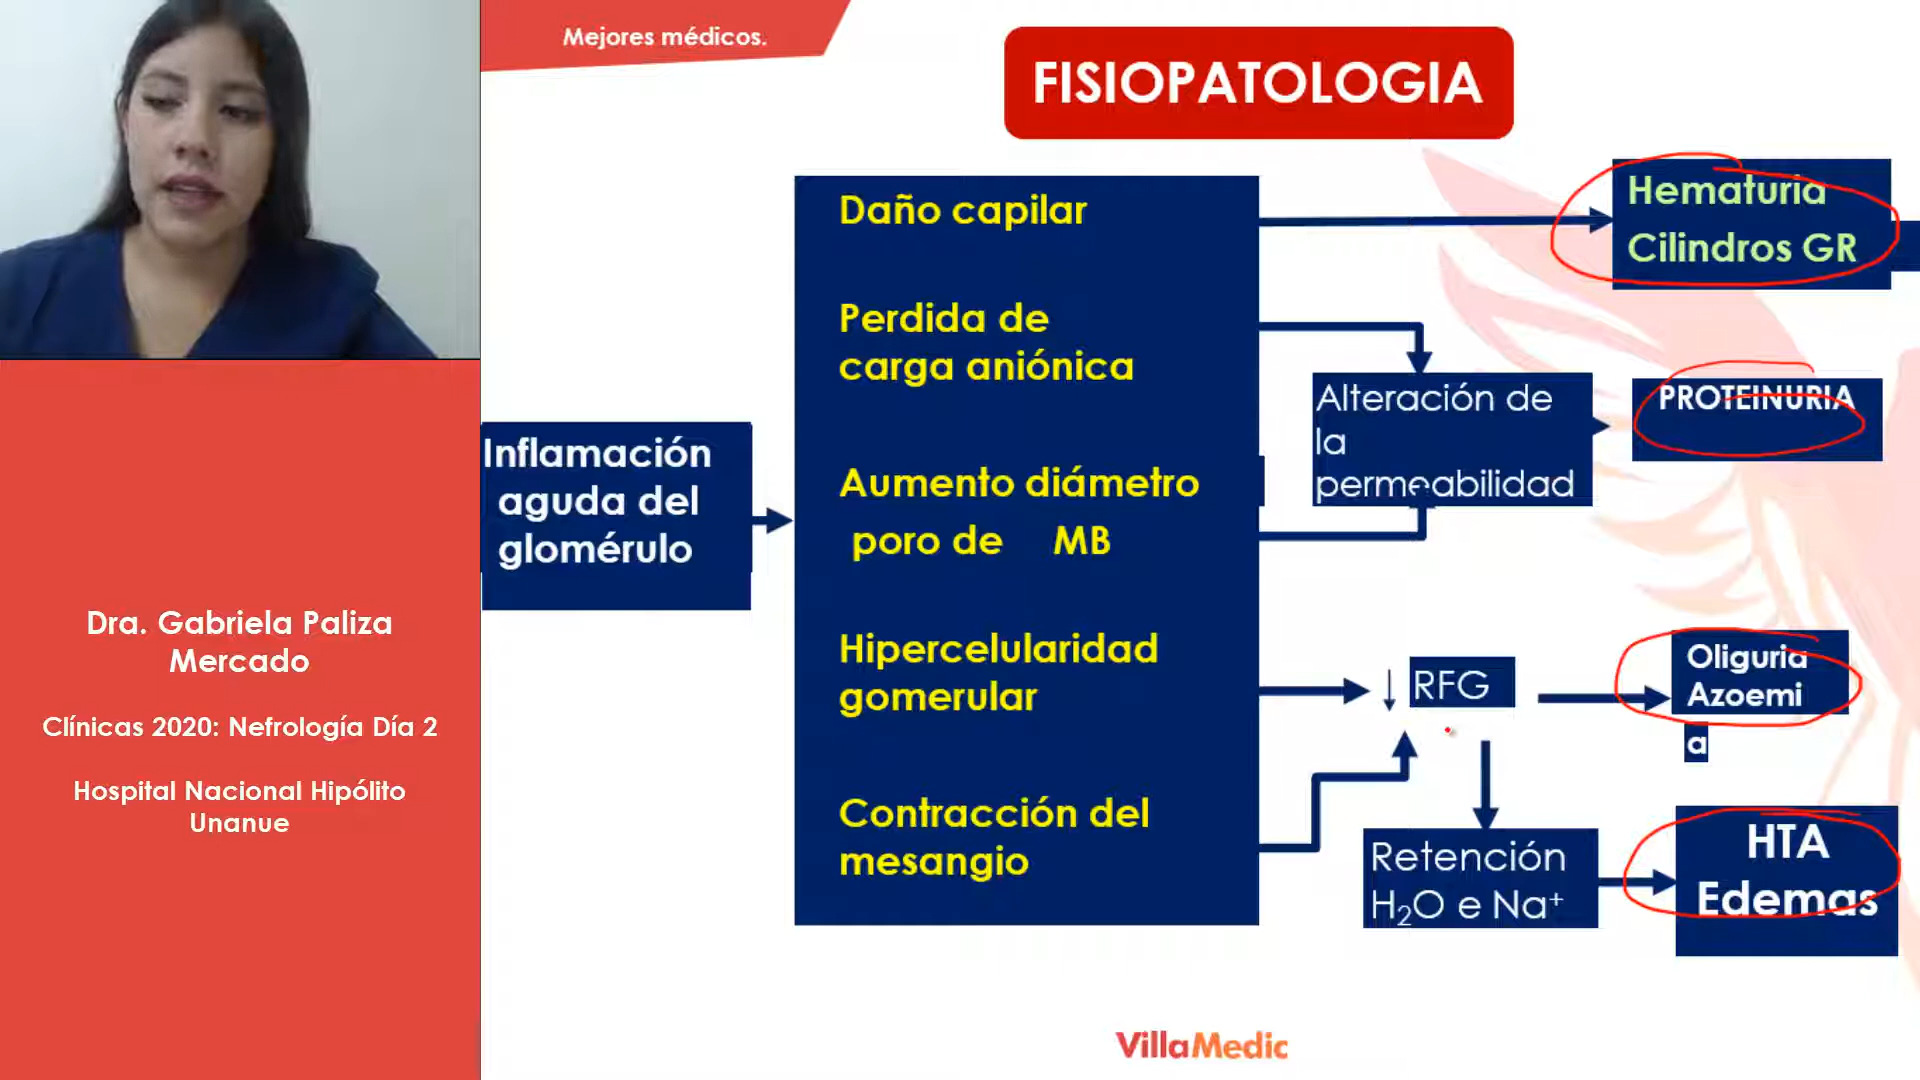 Mejores médicos.
FISIOPATOLOGIA
Inflamación
aguda del
glomérulo
Daño capilar
Perdida de
carga aniónica
Aumento diámetro
poro de MB
Hipercelularidad
gomerular
Contracción del
mesangio
Hematuria
Cilindros GR
Alteración de
la
permeabilidad
PROTEINURIA
↓ RFG
Oliguria
Azoemi
a
Retención
H₂O e Na⁺
HTA
Edemas
Dra. Gabriela Paliza
Mercado
Clínicas 2020: Nefrología Día 2
Hospital Nacional Hipólito
Unanue
VillaMedic